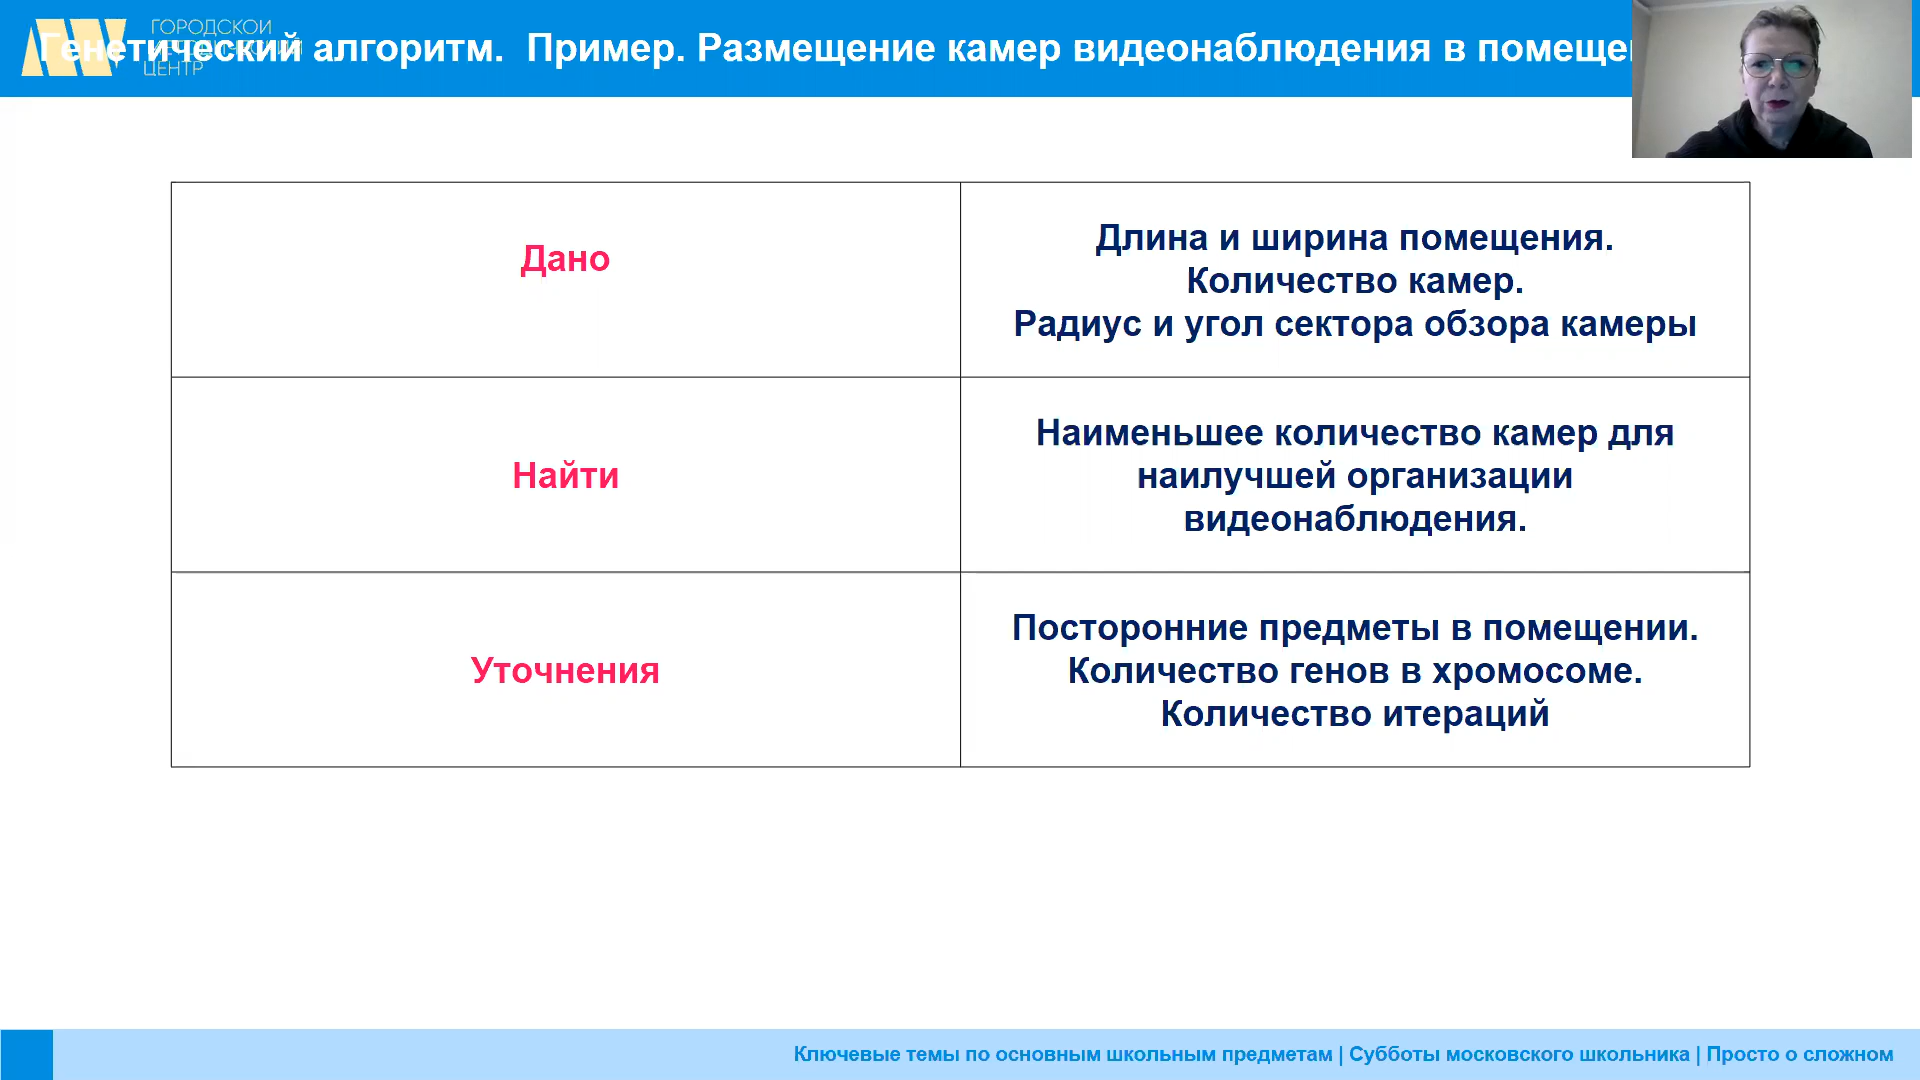 ГОРОДСКОЙ
ЦЕНТР
Генетический алгоритм. Пример. Размещение камер видеонаблюдения в
Дано
Длина и ширина помещения.
Количество камер.
Радиус и угол сектора обзора камеры
Найти
Наименьшее количество камер для
наилучшей организации
видеонаблюдения.
Уточнения
Посторонние предметы в помещении.
Количество генов в хромосоме.
Количество итераций
Ключевые темы по основным школьным предметам | Субботы московского школьника | Просто о сложном